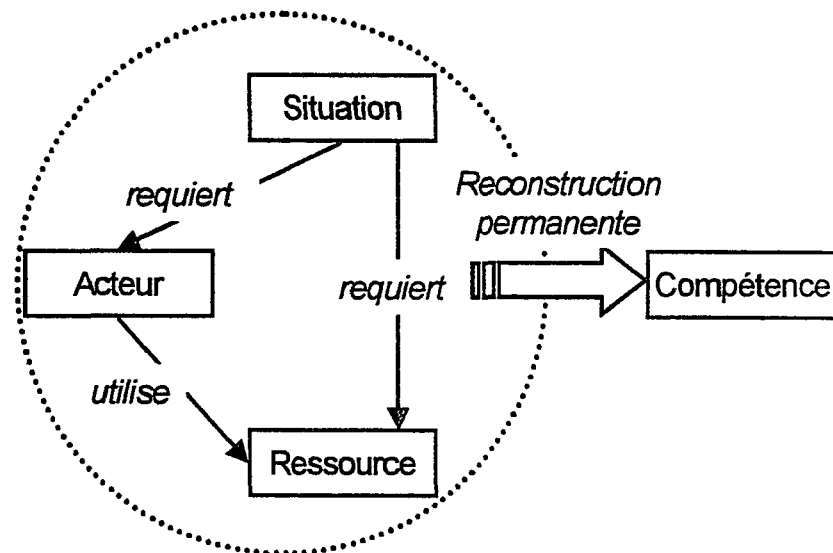 Situation
requiert
Reconstruction
permanente
Acteur
requiert
Compétence
utilise
Ressource